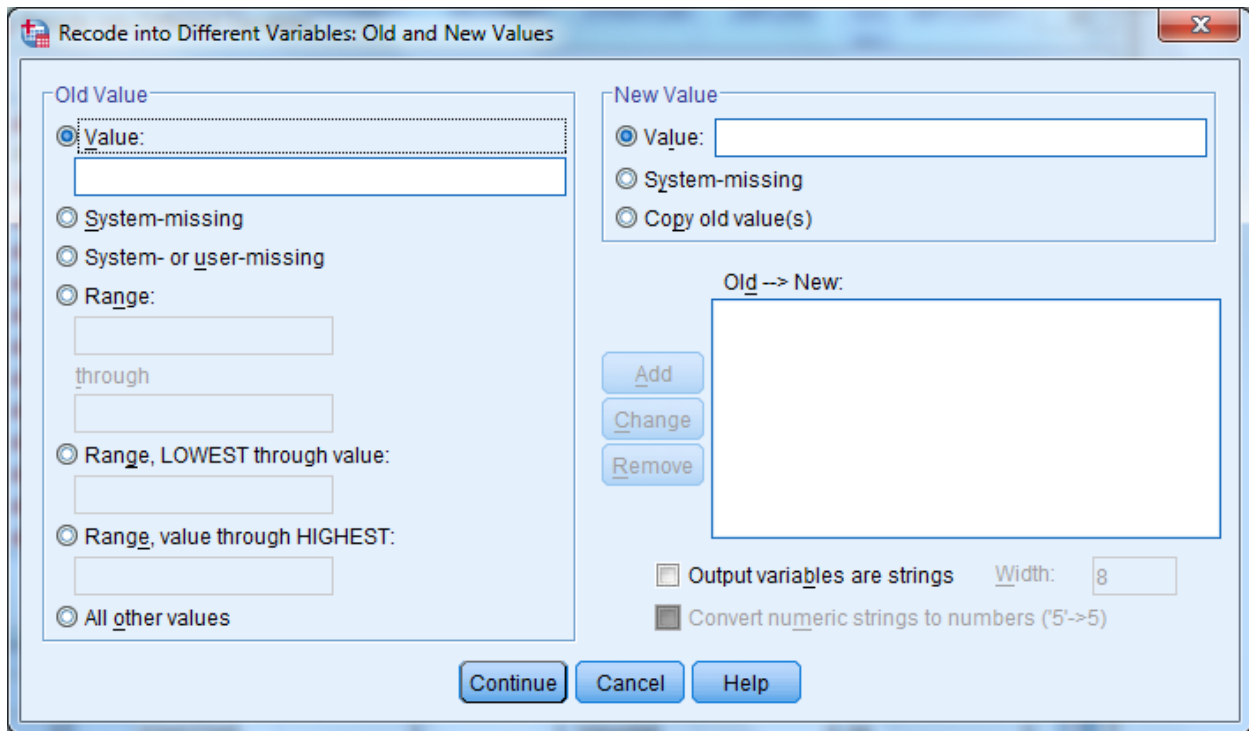 Recode into Different Variables: Old and New Values
Old Value
Value:
System-missing
System- or user-missing
Range:
through
Range, LOWEST through value:
Range, value through HIGHEST:
All other values
New Value
Value:
System-missing
Copy old value(s)
Old --> New:
Add
Change
Remove
Output variables are strings Width: 8
Convert numeric strings to numbers ('5'->5)
Continue Cancel Help